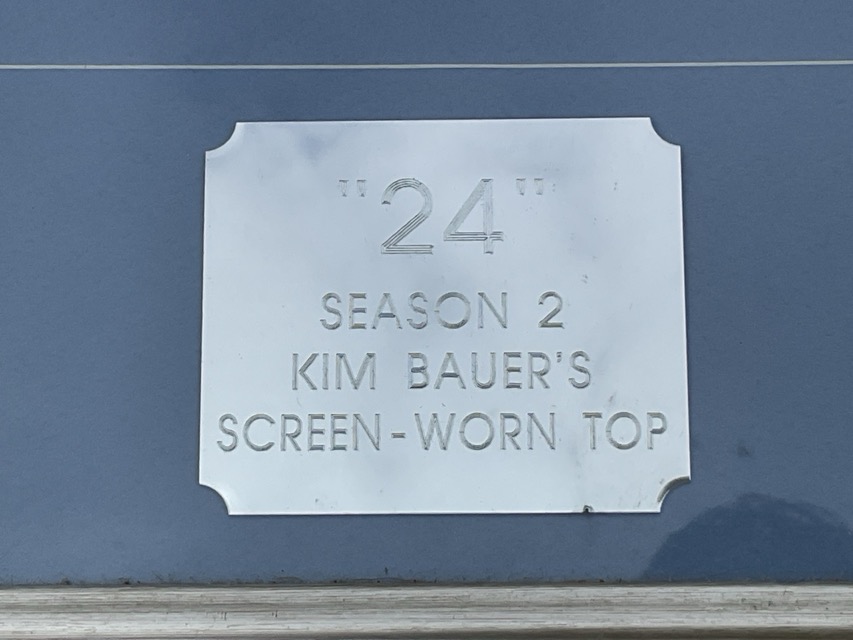 "24"
SEASON 2
KIM BAUER'S
SCREEN-WORN TOP